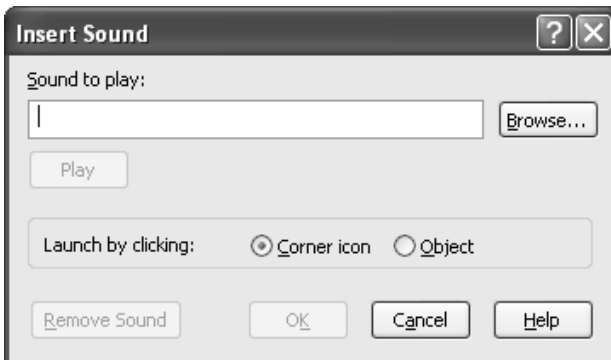 Insert Sound
Sound to play:
Browse...
Play
Launch by clicking: Corner icon Object
Remove Sound OK Cancel Help